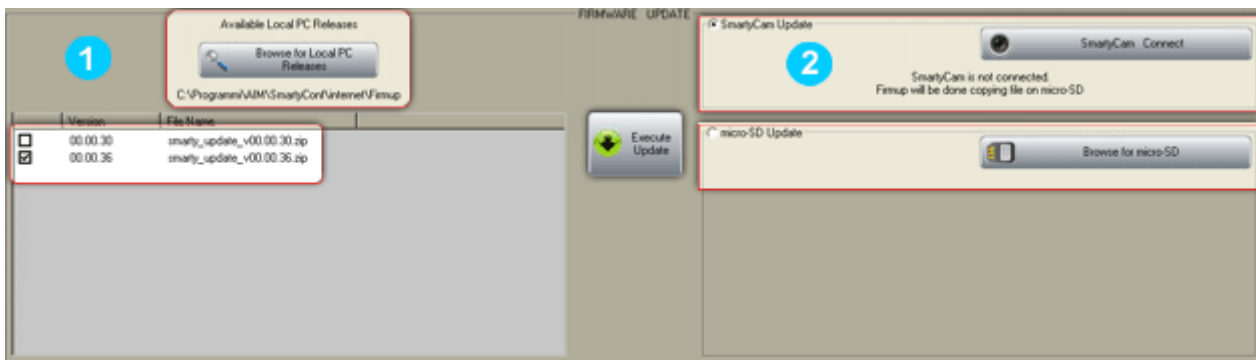 FIRMWARE UPDATE
1
Available Local PC Releases
Browse for Local PC
Releases
C:\Programmi\AIM\SmartyConf\internet\Firmup
Version File Name
00.00.30 smarty_update_v00.00.30.zip
00.00.36 smarty_update_v00.00.36.zip
Execute
Update
SmartyCam Update
2
SmartyCam Connect
SmartyCam is not connected.
Firmup will be done copying file on micro-SD
micro-SD Update
Browse for micro-SD